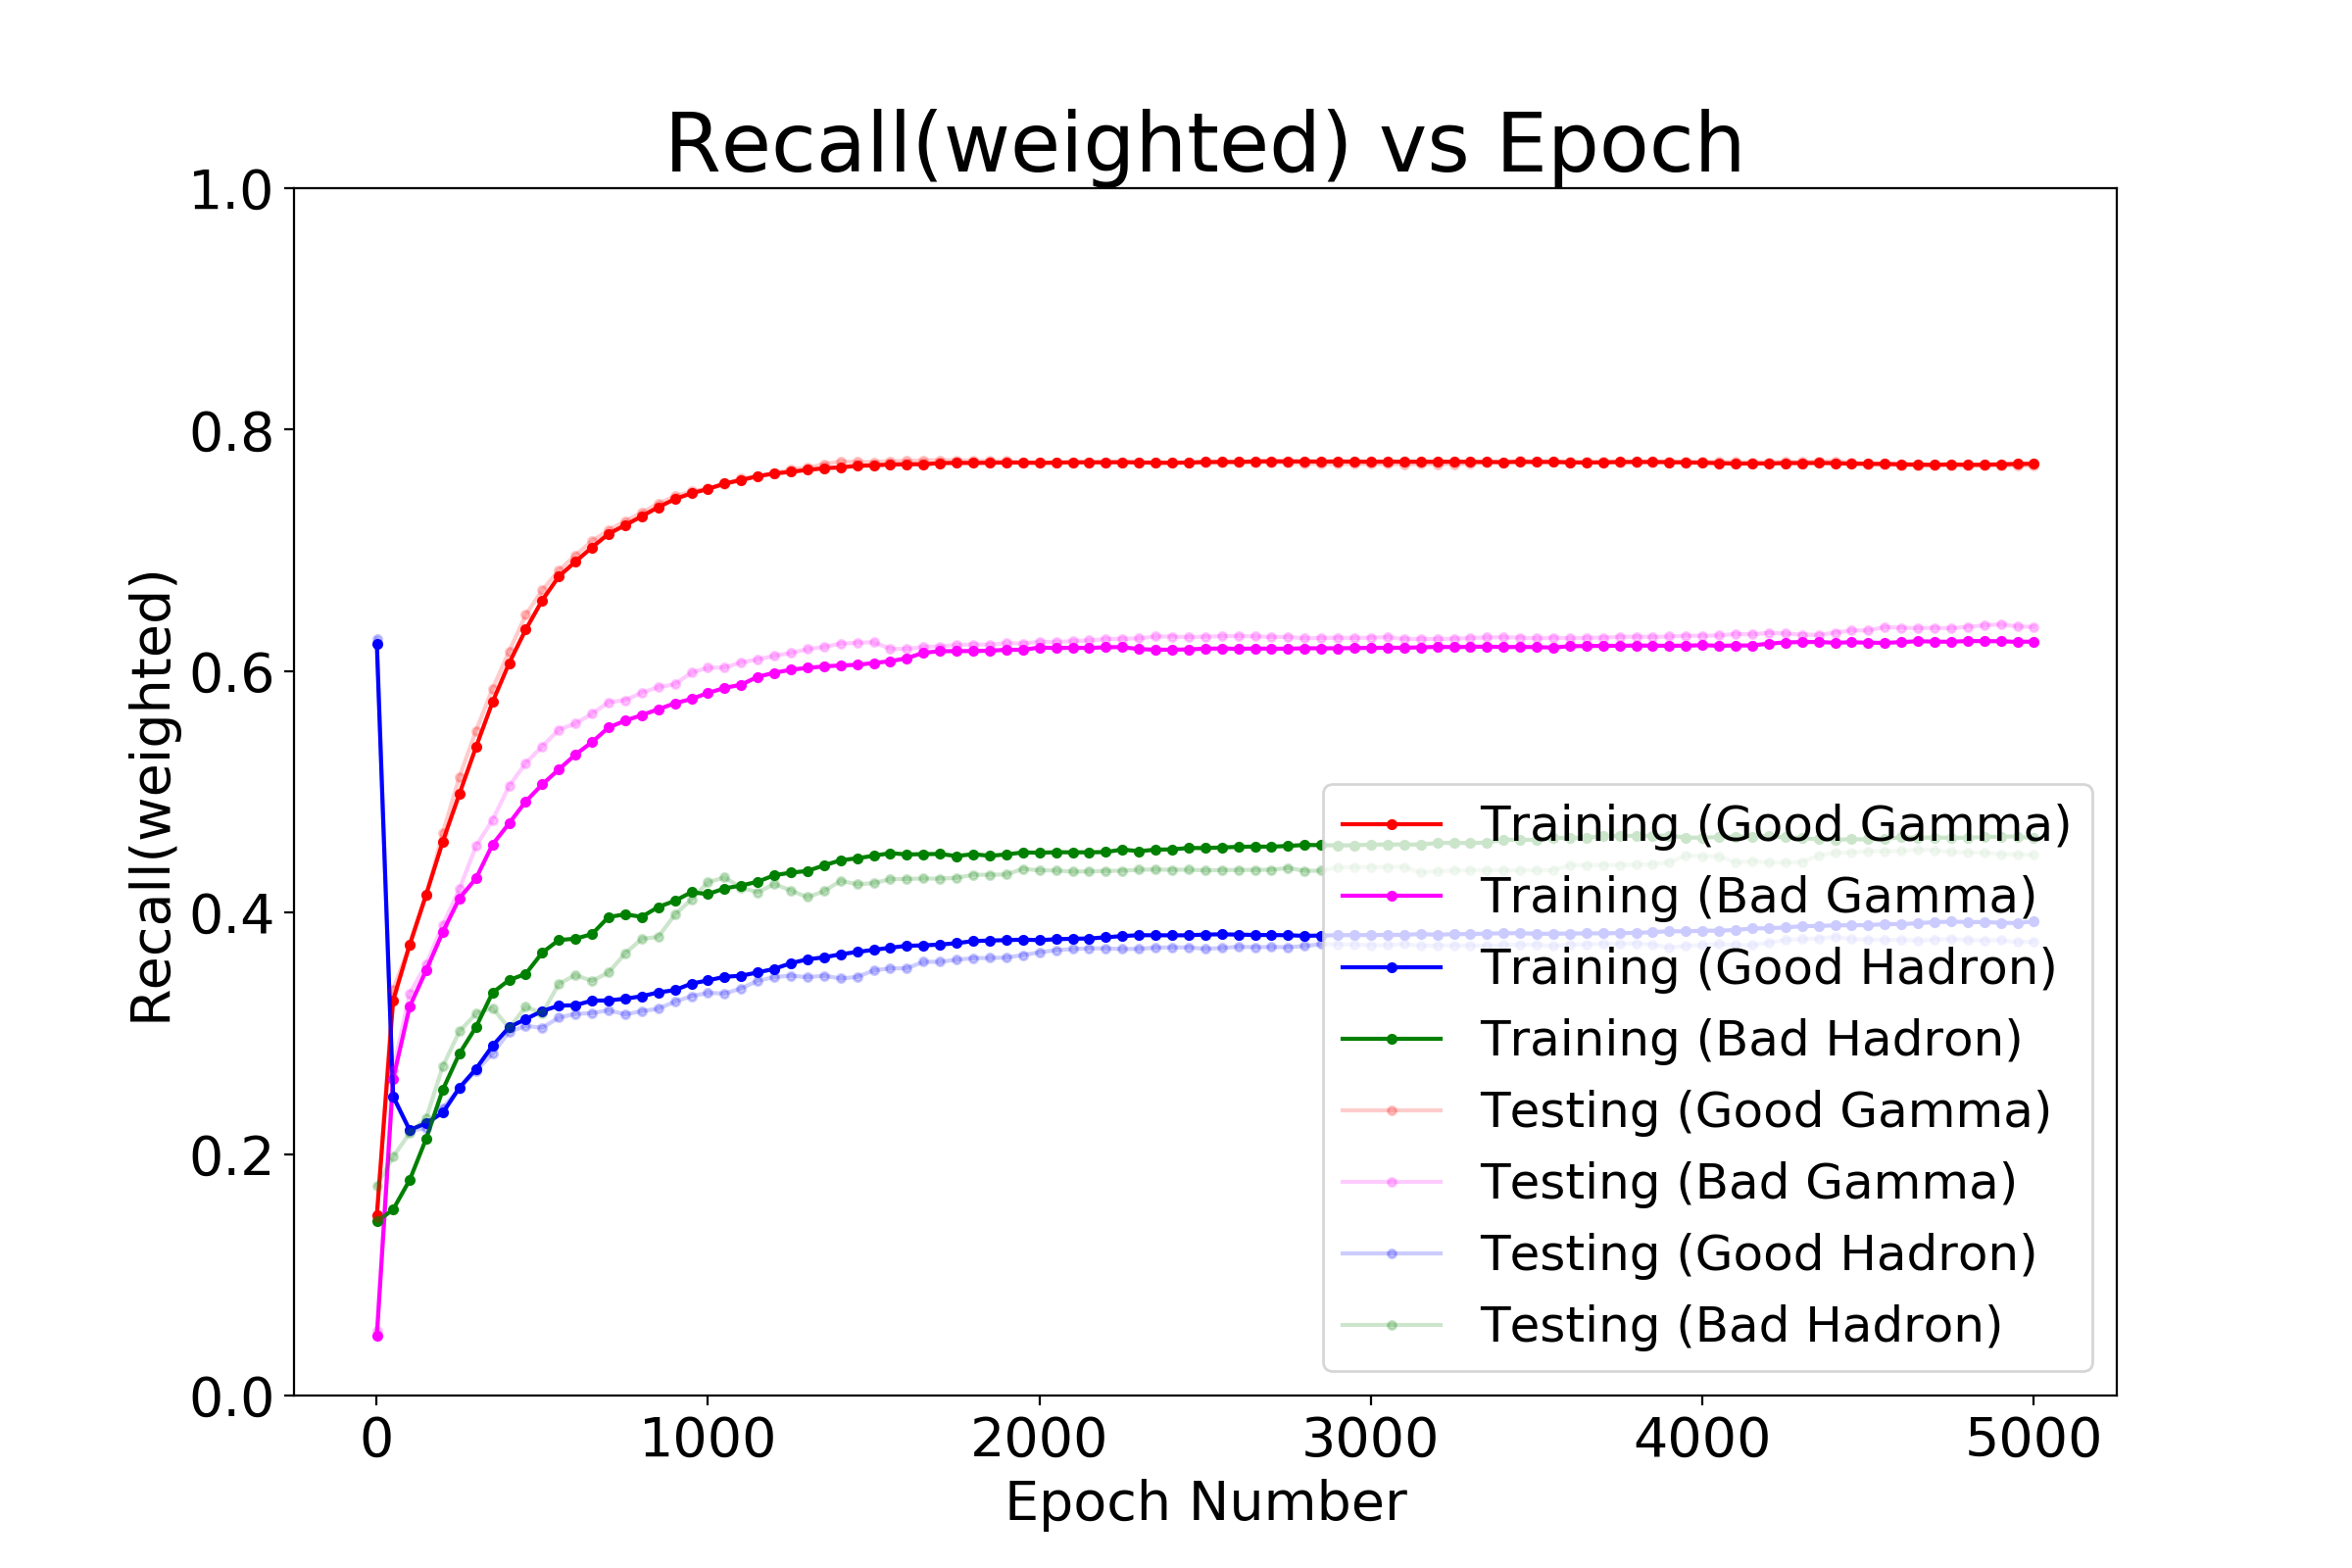 Recall(weighted) vs Epoch
1.0
0.8
0.6
0.4
0.2
0.0
Recall(weighted)
0 1000 2000 3000 4000 5000
Epoch Number
Training (Good Gamma)
Training (Bad Gamma)
Training (Good Hadron)
Training (Bad Hadron)
Testing (Good Gamma)
Testing (Bad Gamma)
Testing (Good Hadron)
Testing (Bad Hadron)